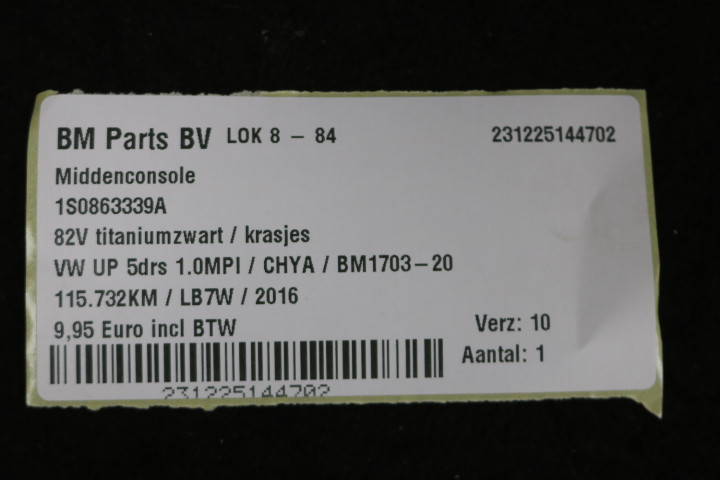 BM Parts BV LOK 8 - 84 231225144702
Middenconsole
1S0863339A
82V titaniumzwart / krasjes
VW UP 5drs 1.0MPI / CHYA / BM1703-20
115.732KM / LB7W / 2016
9,95 Euro incl BTW Verz: 10
Aantal: 1
231225144702